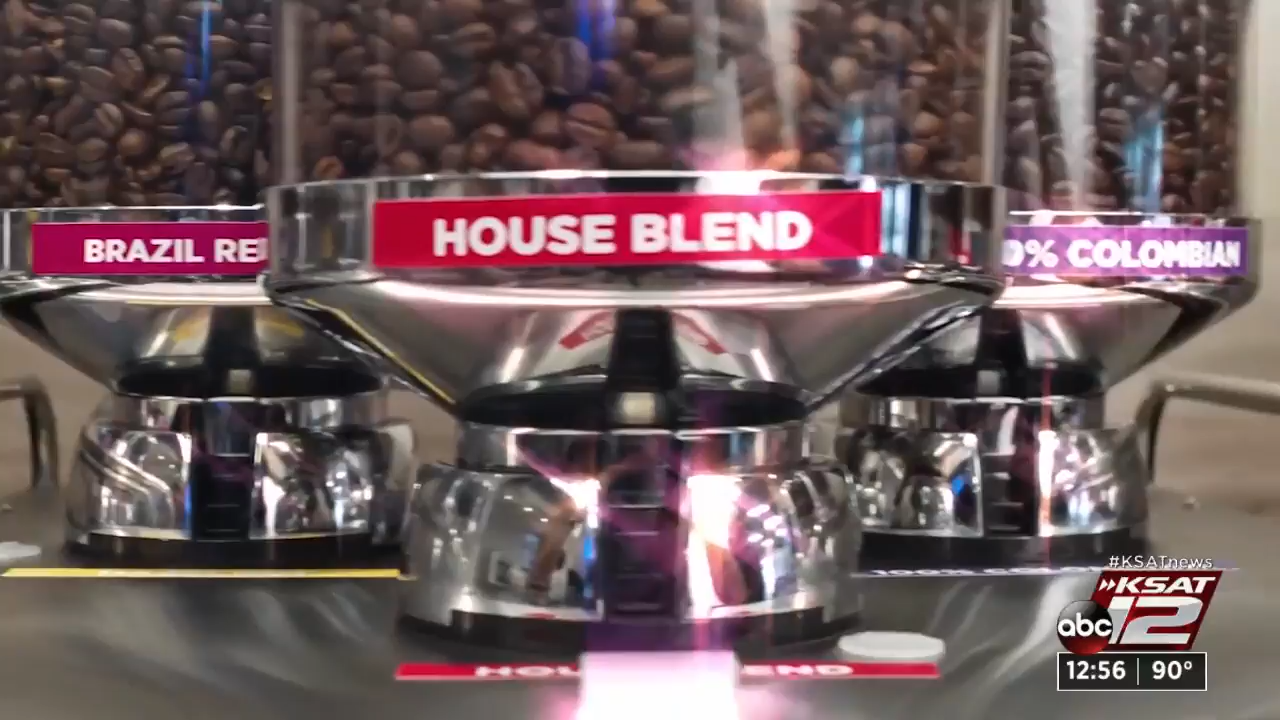 BRAZIL RE
HOUSE BLEND
0% COLOMBIAN
#KSATnews
KSAT
abc 12
12:56 90°